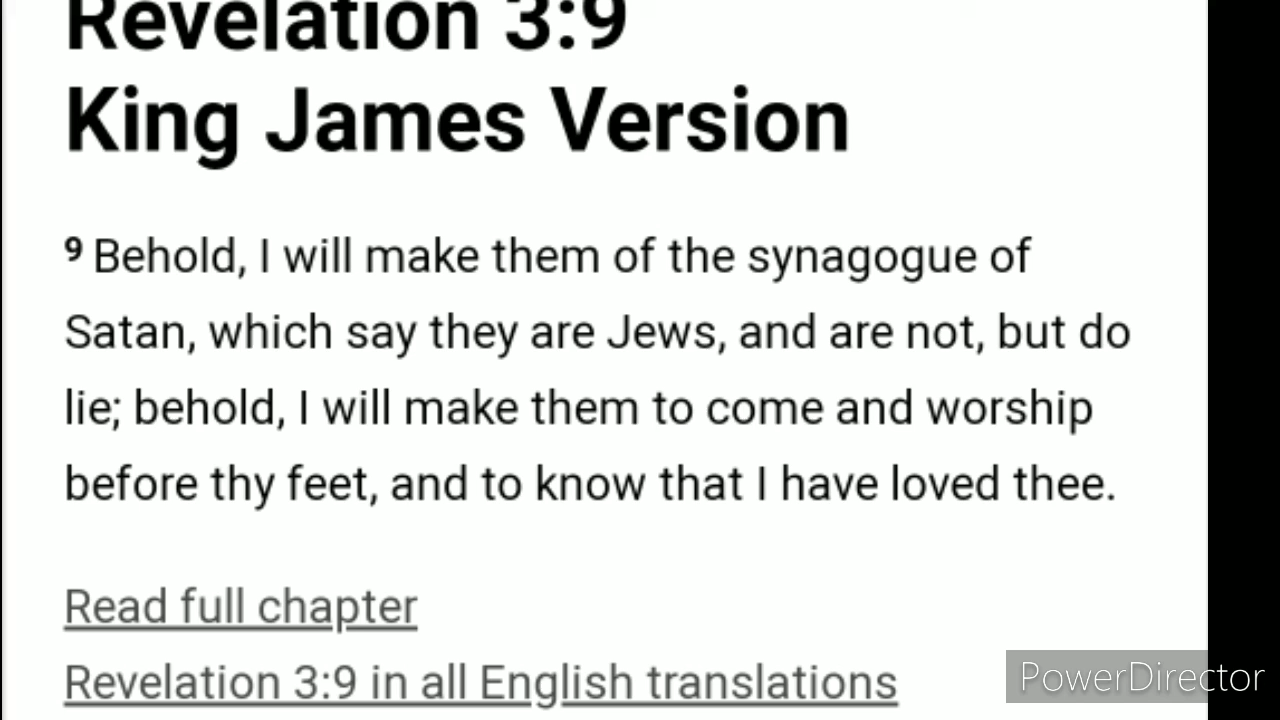 Revelation 3:9
King James Version
9 Behold, I will make them of the synagogue of
Satan, which say they are Jews, and are not, but do
lie; behold, I will make them to come and worship
before thy feet, and to know that I have loved thee.
Read full chapter
Revelation 3:9 in all English translations
PowerDirector